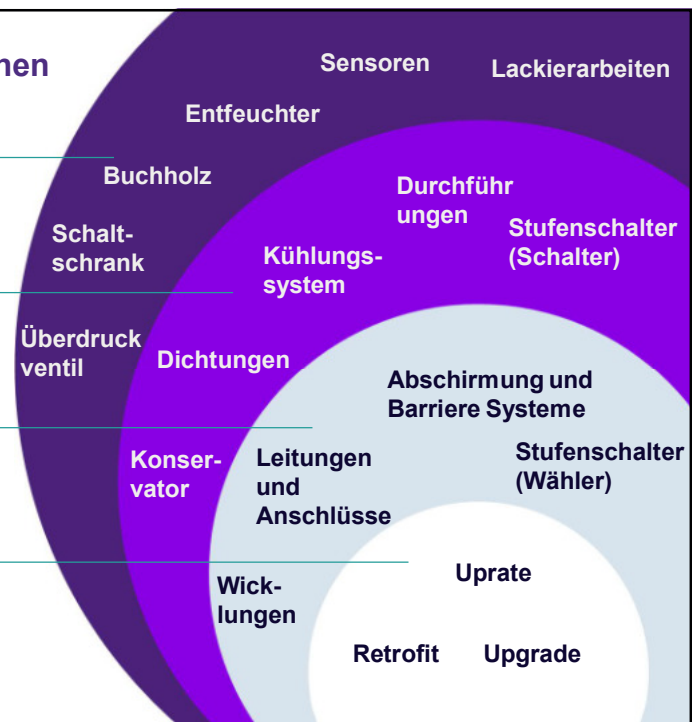 nen
Sensoren
Lackierarbeiten
Entfeuchter
Buchholz
Durchführ
ungen
Schalt-
schrank
Stufenschalter
(Schalter)
Kühlungs-
system
Überdruck
ventil
Dichtungen
Abschirmung und
Barriere Systeme
Konser-
vator
Leitungen
und
Anschlüsse
Stufenschalter
(Wähler)
Wick-
lungen
Uprate
Retrofit
Upgrade